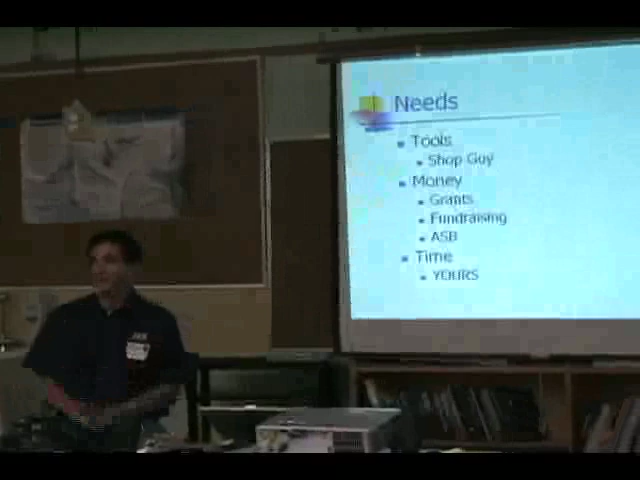 Needs
Tools
Shop Guy
Money
Grants
Fundraising
ASB
Time
YOURS